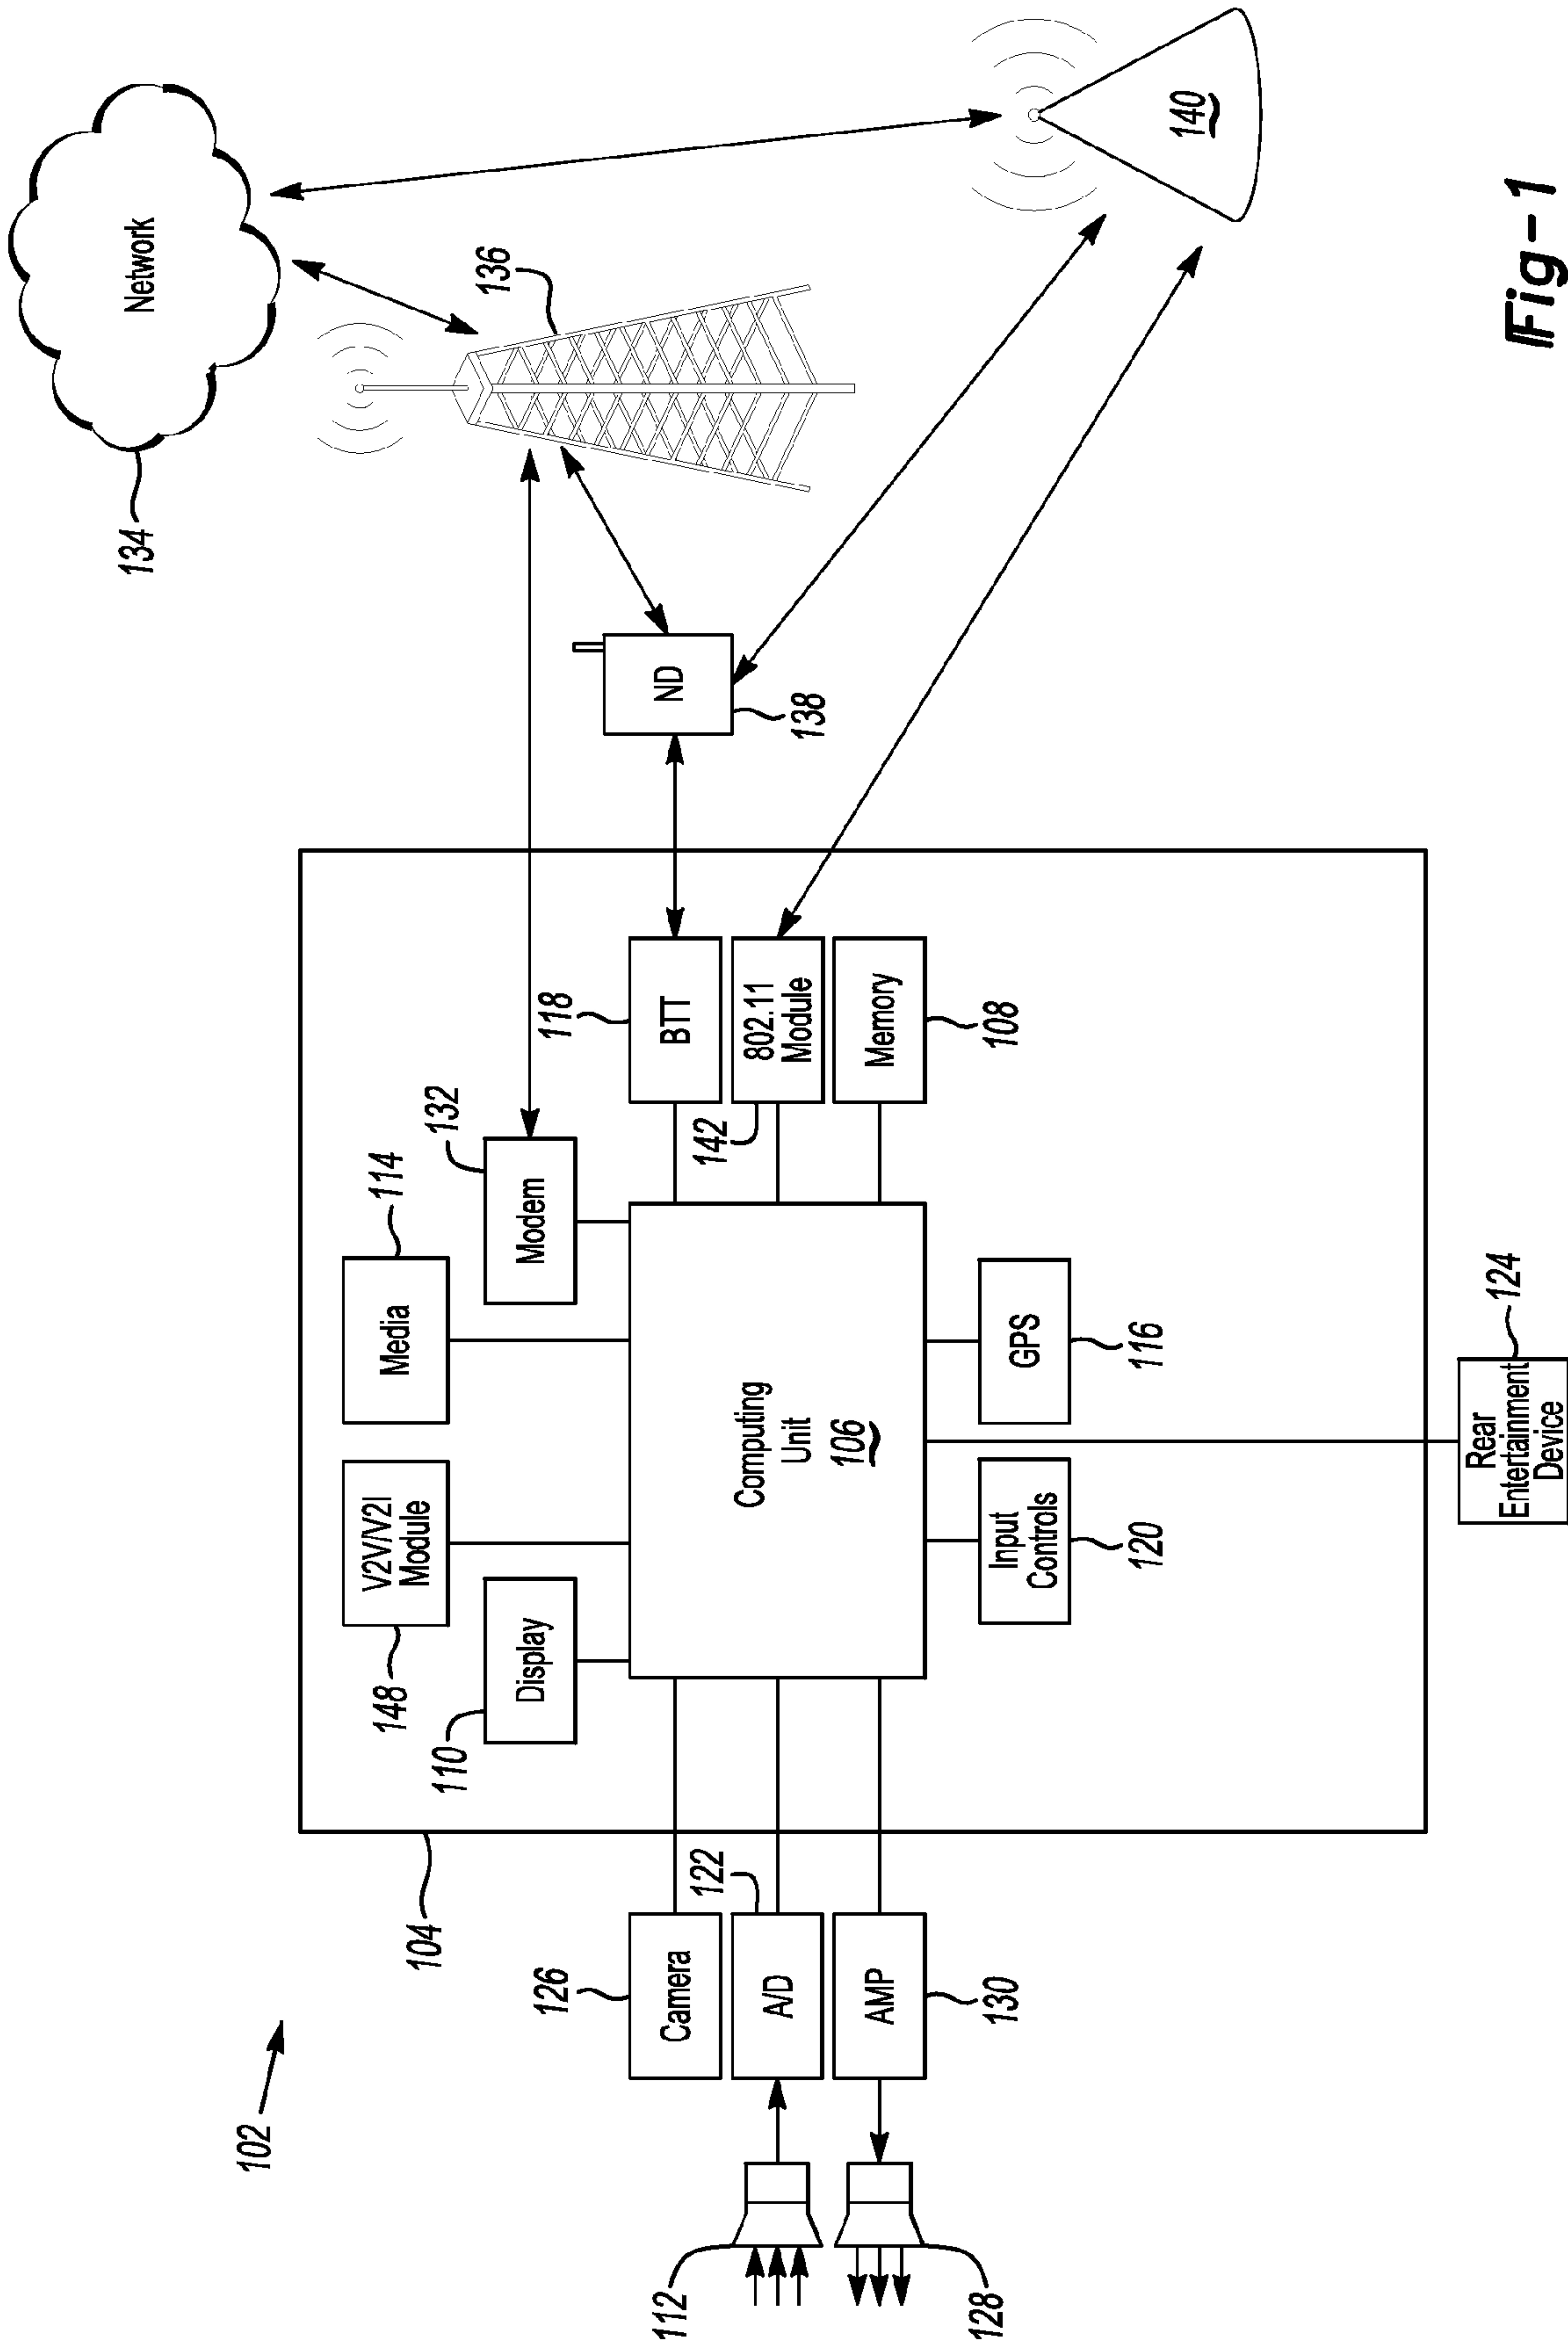 102
104
134
Network
136
140
148
V2V/V2I
Module
Media
114
110
Display
Modem
132
118
BTT
ND
138
126
Camera
122
A/D
AMP
130
112
128
Computing
Unit
106
142
802.11
Module
Memory
108
Input
Controls
120
GPS
116
Rear
Entertainment
Device
124
Fig-1